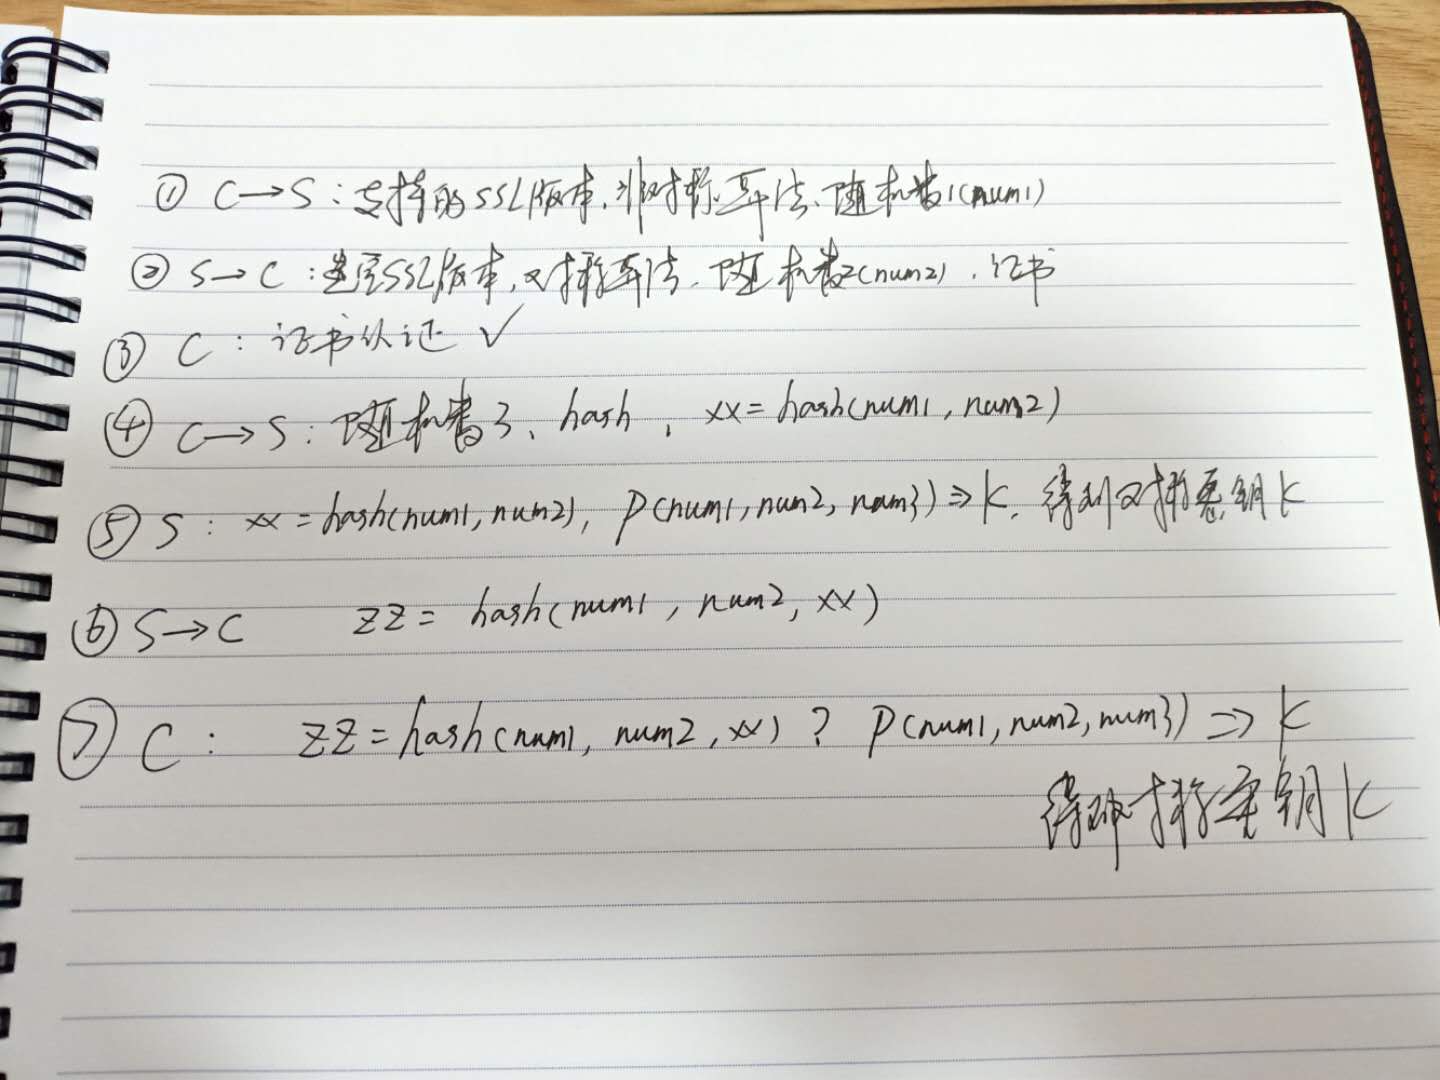 ① C→S：支持的SSL版本、非对称算法、随机数1(num1)
② S→C：选定SSL版本、对称算法、随机数2(num2)、证书
③ C：证书认证 ✓
④ C→S：随机数3、hash，xx=hash(num1, num2)
⑤ S：xx=hash(num1, num2), P(num1, num2, num3)⇒K. 得到对称密钥K
⑥ S→C zz= hash(num1, num2, xx)
⑦ C： zz=hash(num1, num2, xx)？ P(num1, num2, num3)⇒K
得到对称密钥K